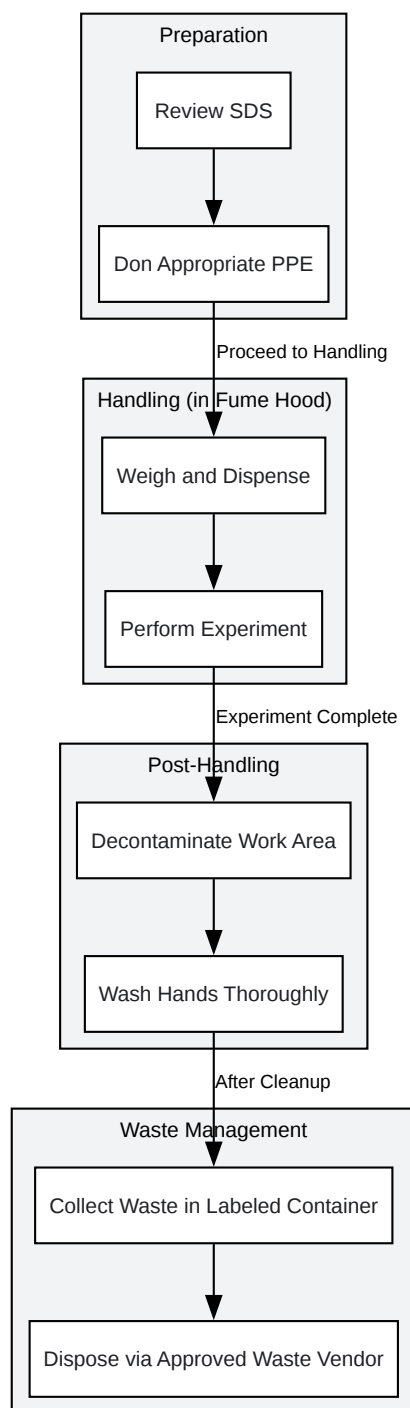 Preparation
Review SDS
Don Appropriate PPE
Proceed to Handling
Handling (in Fume Hood)
Weigh and Dispense
Perform Experiment
Experiment Complete
Post-Handling
Decontaminate Work Area
Wash Hands Thoroughly
After Cleanup
Waste Management
Collect Waste in Labeled Container
Dispose via Approved Waste Vendor